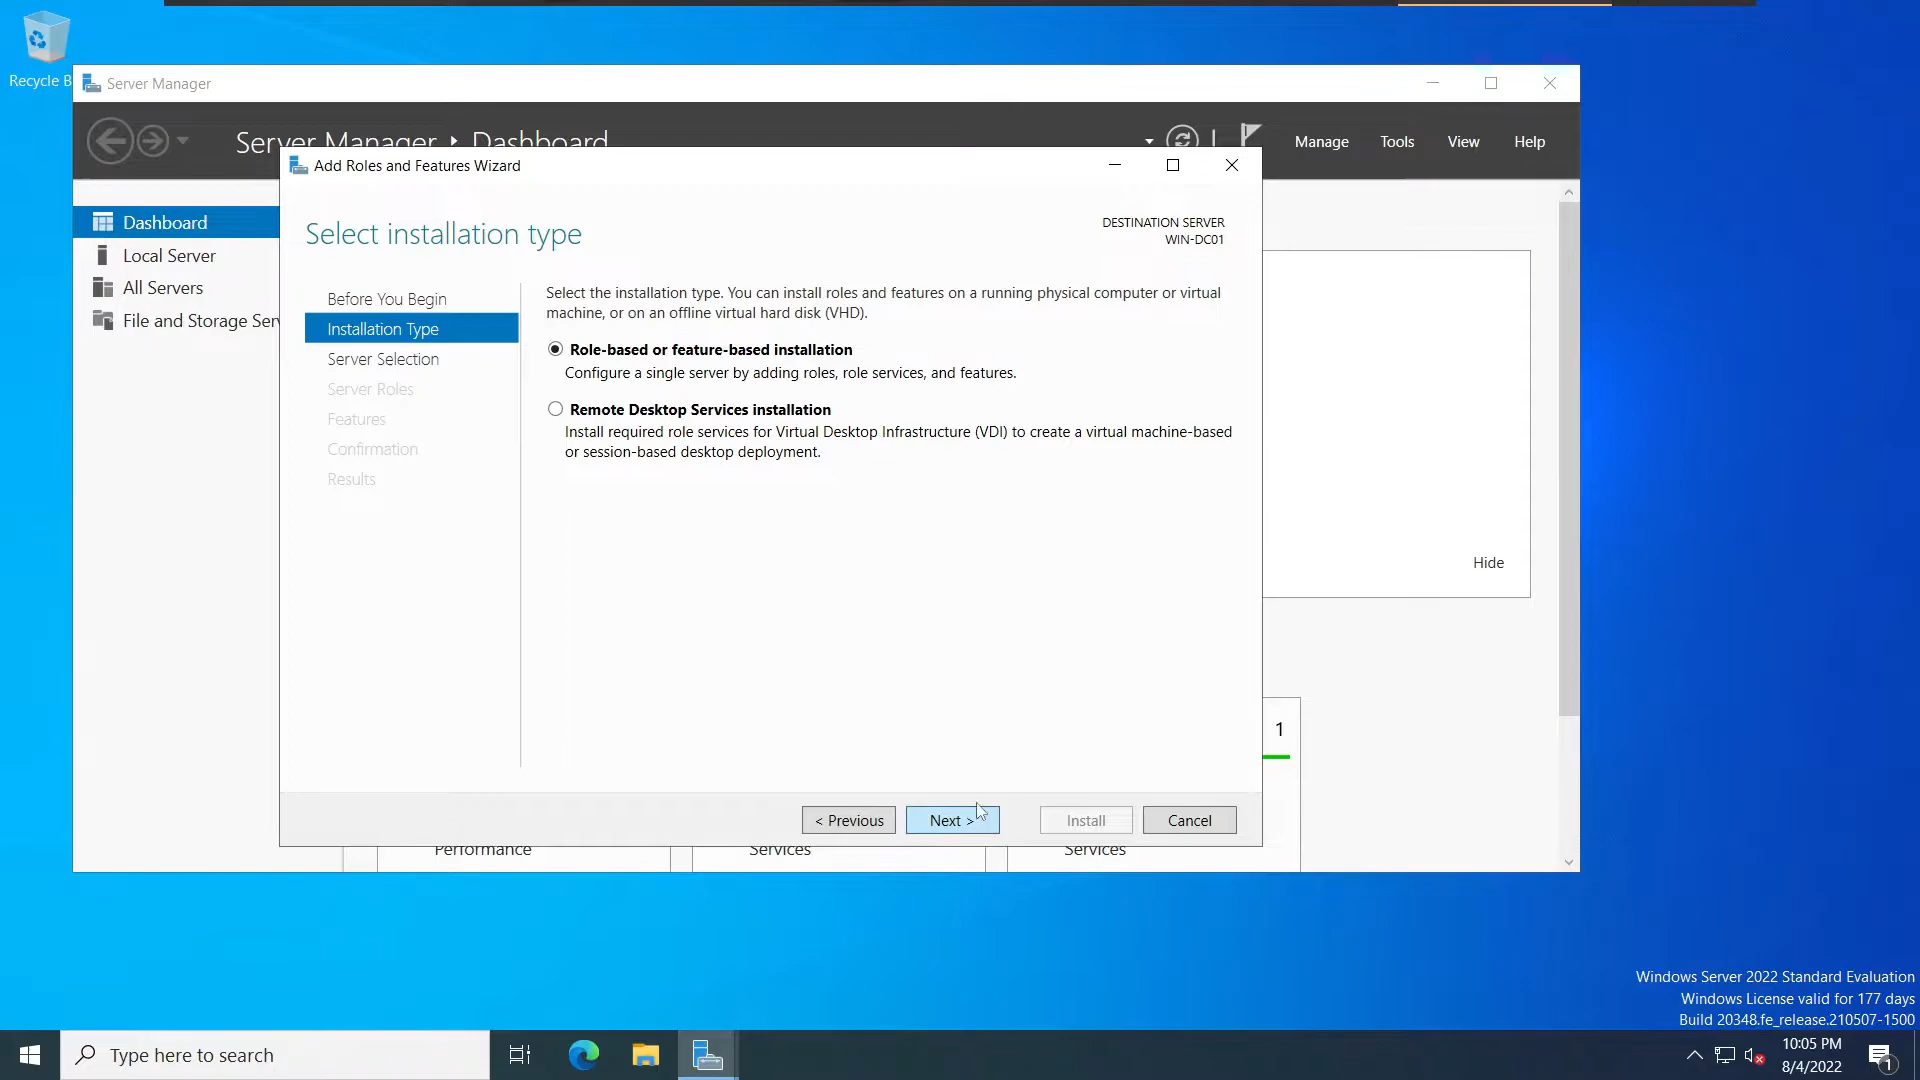 Recycle B
Server Manager
Server Manager Dashboard
Manage
Tools
View
Help
Add Roles and Features Wizard
Select installation type
DESTINATION SERVER
WIN-DC01
Dashboard
Local Server
All Servers
File and Storage Serv
Before You Begin
Installation Type
Server Selection
Server Roles
Features
Confirmation
Results
Select the installation type. You can install roles and features on a running physical computer or virtual
machine, or on an offline virtual hard disk (VHD).
Role-based or feature-based installation
Configure a single server by adding roles, role services, and features.
Remote Desktop Services installation
Install required role services for Virtual Desktop Infrastructure (VDI) to create a virtual machine-based
or session-based desktop deployment.
Hide
1
< Previous
Next >
Install
Cancel
Performance
Services
Services
Windows Server 2022 Standard Evaluation
Windows License valid for 177 days
Build 20348.fe_release.210507-1500
Type here to search
10:05 PM
8/4/2022
1